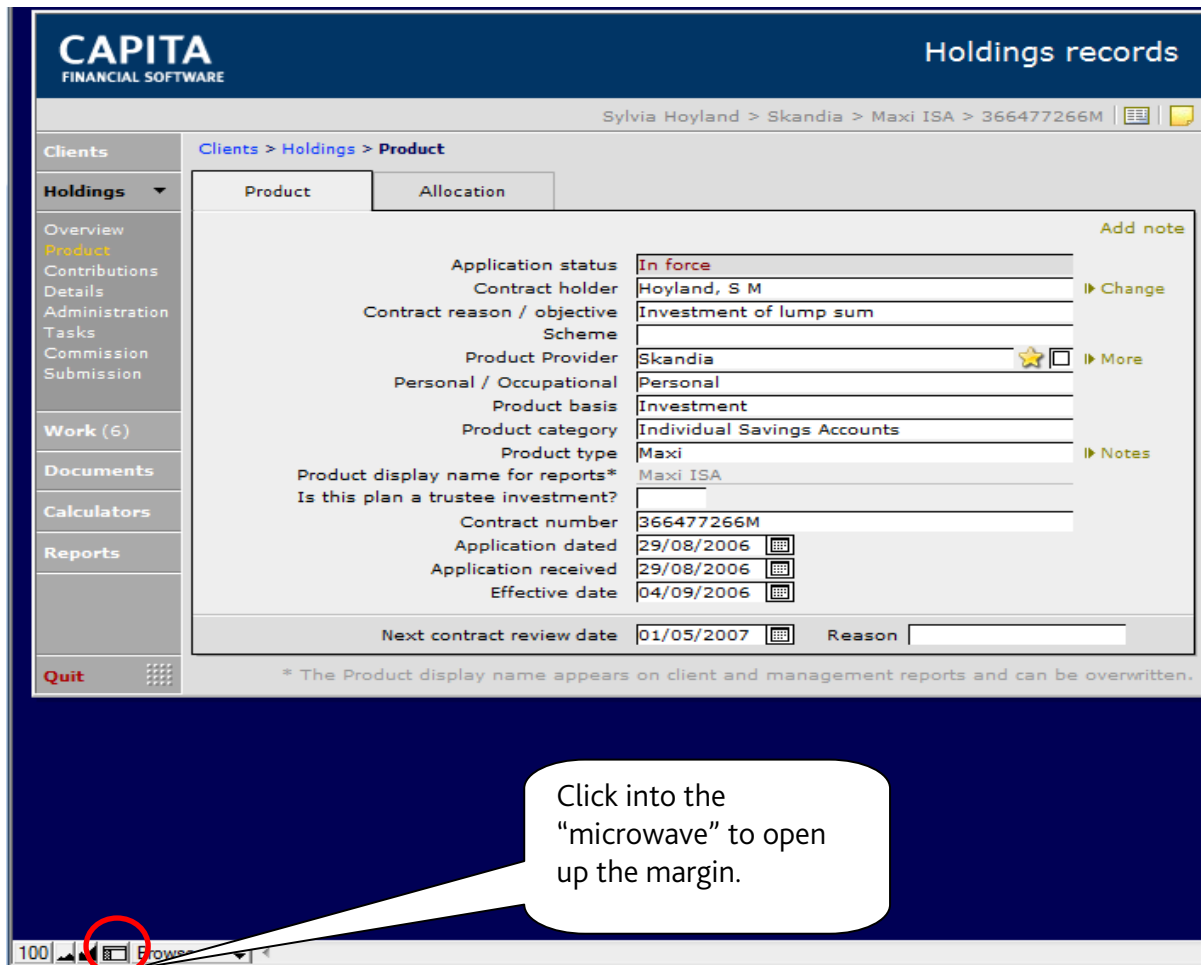 CAPITA
FINANCIAL SOFTWARE
Holdings records
Sylvia Hoyland > Skandia > Maxi ISA > 366477266M
Clients
Holdings
Overview
Product
Contributions
Details
Administration
Tasks
Commission
Submission
Work (6)
Documents
Calculators
Reports
Quit
Clients > Holdings > Product
Product Allocation
Add note
Application status In force
Contract holder Hoyland, S M Change
Contract reason / objective Investment of lump sum
Scheme
Product Provider Skandia More
Personal / Occupational Personal
Product basis Investment
Product category Individual Savings Accounts
Product type Maxi Notes
Product display name for reports* Maxi ISA
Is this plan a trustee investment?
Contract number 366477266M
Application dated 29/08/2006
Application received 29/08/2006
Effective date 04/09/2006
Next contract review date 01/05/2007 Reason
* The Product display name appears on client and management reports and can be overwritten.
Click into the
“microwave” to open
up the margin.
100